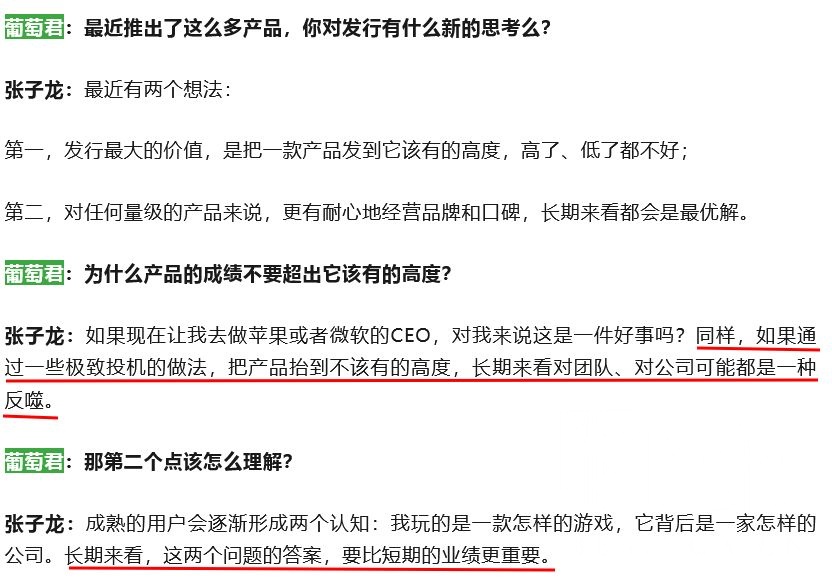 葡萄君：最近推出了这么多产品，你对发行有什么新的思考么？
张子龙：最近有两个想法：
第一，发行最大的价值，是把一款产品发到它该有的高度，高了、低了都不好；
第二，对任何量级的产品来说，更有耐心地经营品牌和口碑，长期来看都会是最优解。
葡萄君：为什么产品的成绩不要超出它该有的高度？
张子龙：如果现在让我去做苹果或者微软的CEO，对我来说这是一件好事吗？同样，如果通
过一些极致投机的做法，把产品抬到不该有的高度，长期来看对团队、对公司可能都是一种
反噬。
葡萄君：那第二个点该怎么理解？
张子龙：成熟的用户会逐渐形成两个认知：我玩的是一款怎样的游戏，它背后是一家怎样的
公司。长期来看，这两个问题的答案，要比短期的业绩更重要。